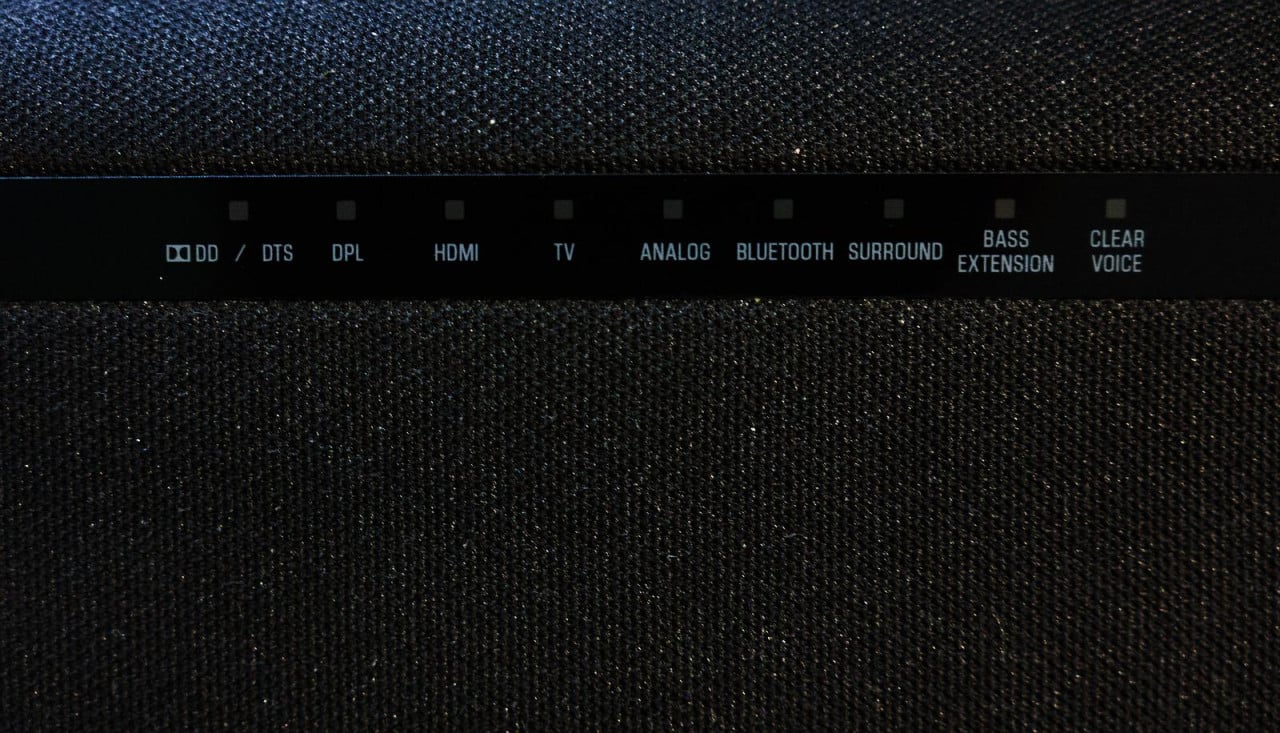 DD / DTS DPL HDMI TV ANALOG BLUETOOTH SURROUND BASS EXTENSION CLEAR VOICE